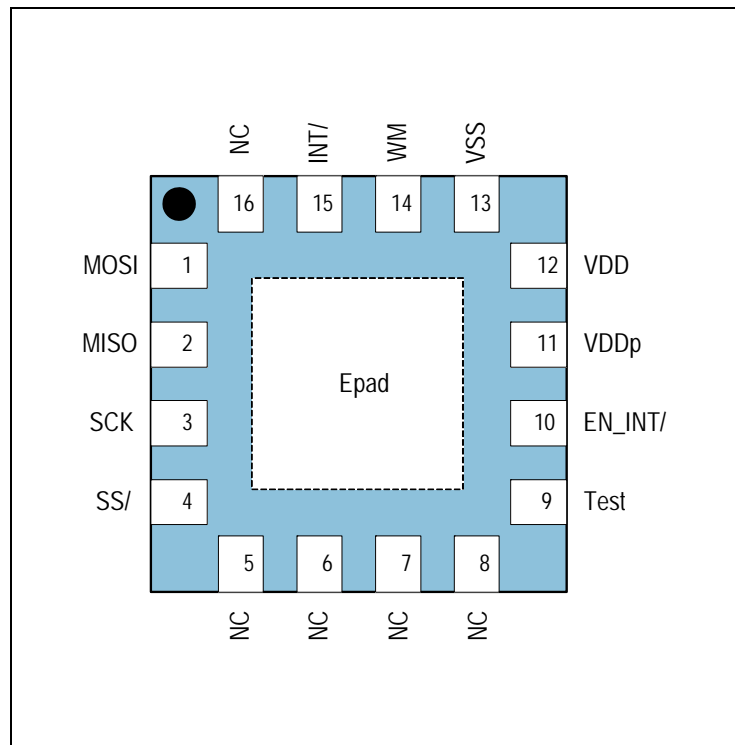 NC INT/ WM VSS
16 15 14 13
MOSI 1 12 VDD
MISO 2 11 VDDp
Epad
SCK 3 10 EN_INT/
SS/ 4 9 Test
5 6 7 8
NC NC NC NC